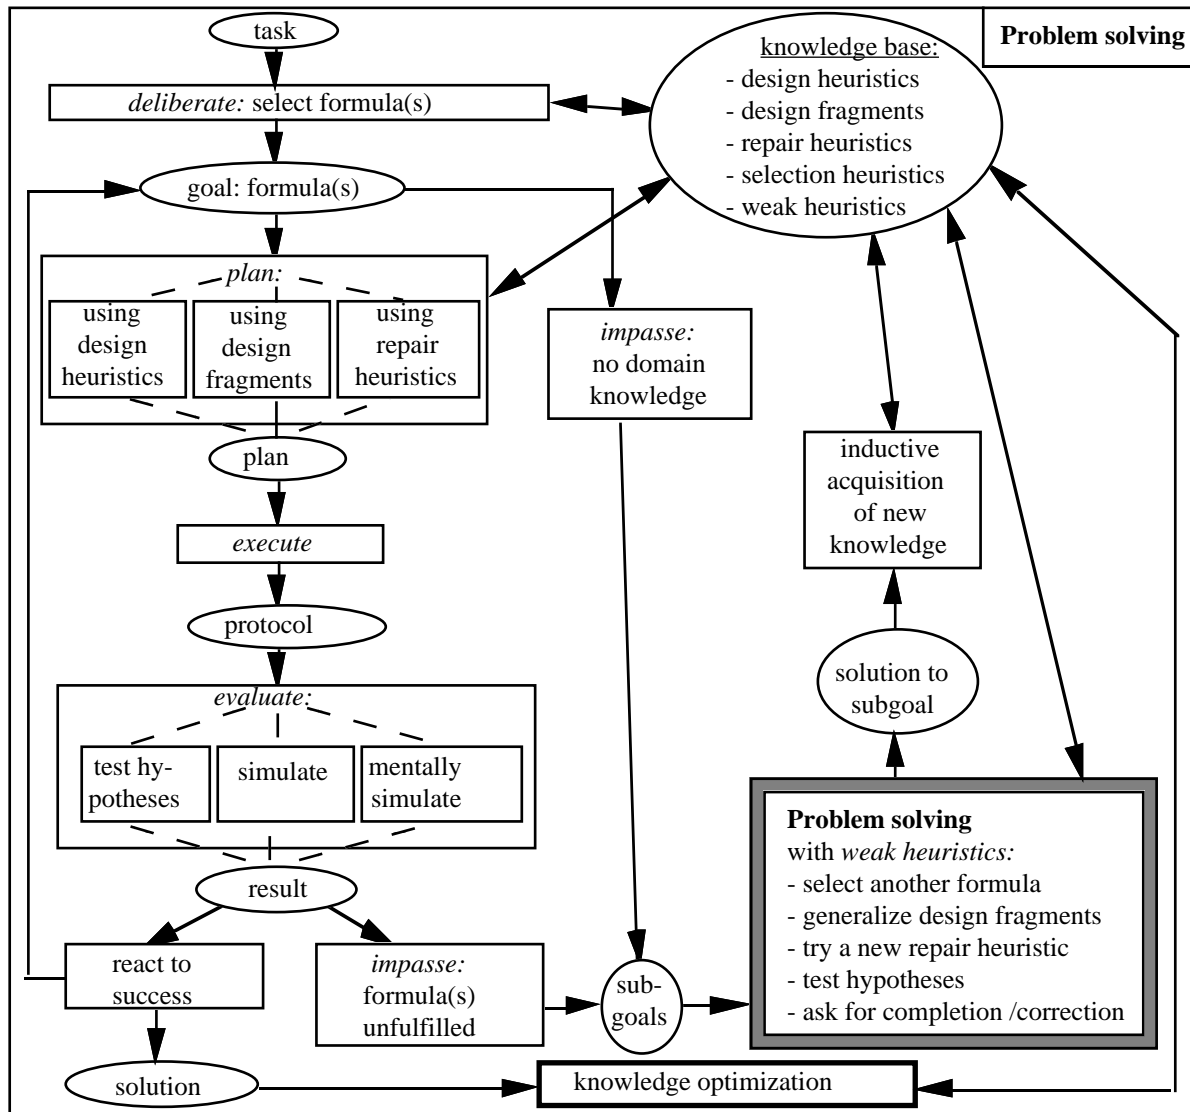 Problem solving
task
knowledge base:
- design heuristics
- design fragments
- repair heuristics
- selection heuristics
- weak heuristics
deliberate: select formula(s)
goal: formula(s)
plan:
using
design
heuristics
using
design
fragments
using
repair
heuristics
impasse:
no domain
knowledge
plan
inductive
acquisition
of new
knowledge
execute
protocol
solution to
subgoal
evaluate:
test hy-
potheses
simulate
mentally
simulate
Problem solving
with weak heuristics:
- select another formula
- generalize design fragments
- try a new repair heuristic
- test hypotheses
- ask for completion /correction
result
react to
success
impasse:
formula(s)
unfulfilled
sub-
goals
solution
knowledge optimization